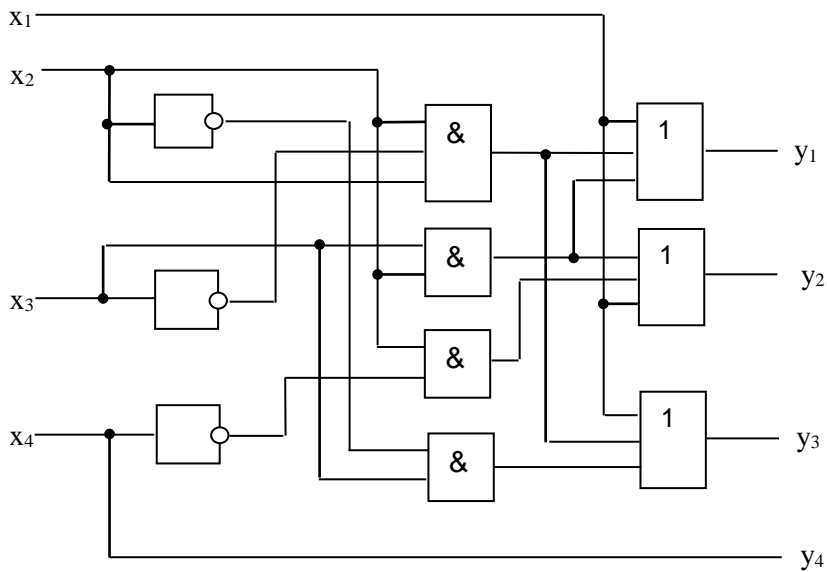 x₁
x₂
& 1 y₁
& 1 y₂
x₃
&
x₄ 1 y₃
&
y₄